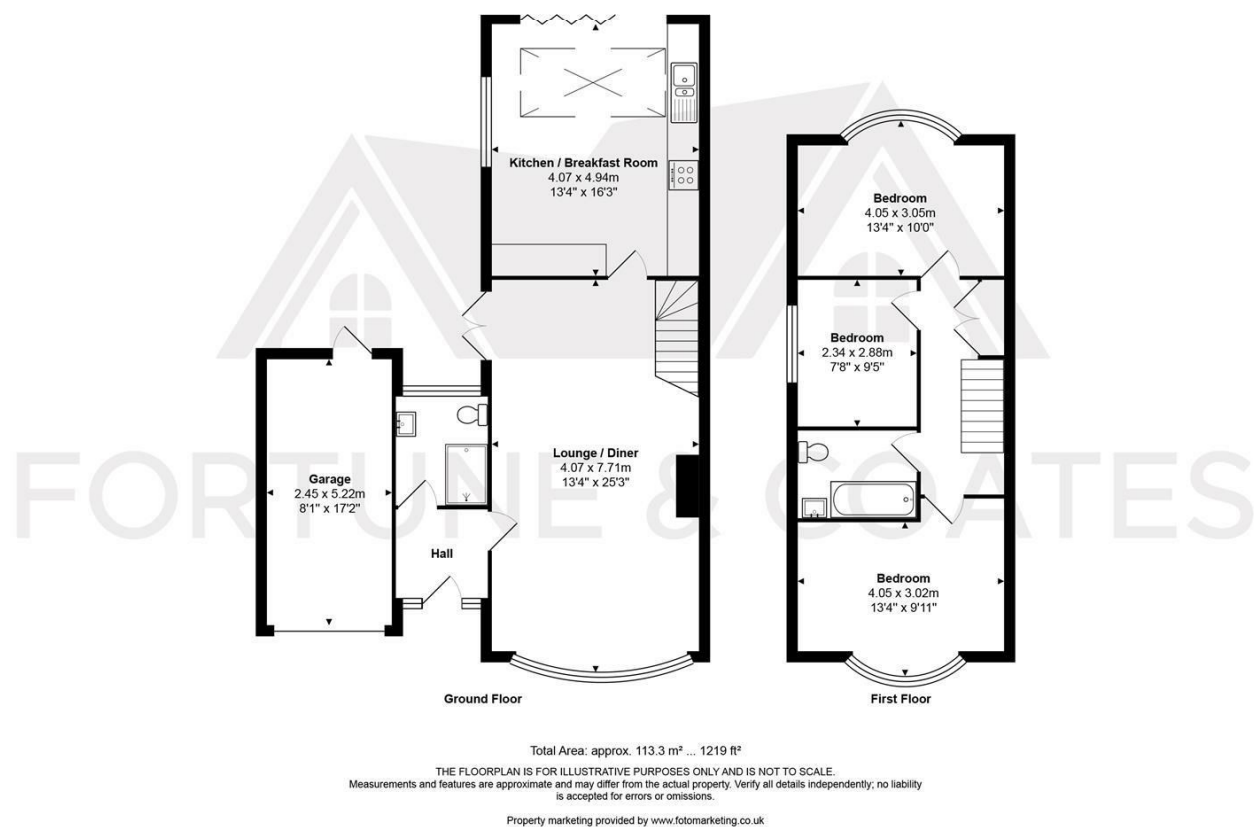 Kitchen / Breakfast Room
4.07 x 4.94m
13'4" x 16'3"
Bedroom
4.05 x 3.05m
13'4" x 10'0"
Bedroom
2.34 x 2.88m
7'8" x 9'5"
Lounge / Diner
4.07 x 7.71m
13'4" x 25'3"
Garage
2.45 x 5.22m
8'1" x 17'2"
FORTUNE & COATES
Hall
Bedroom
4.05 x 3.02m
13'4" x 9'11"
Ground Floor
First Floor
Total Area: approx. 113.3 m² ... 1219 ft²
THE FLOORPLAN IS FOR ILLUSTRATIVE PURPOSES ONLY AND IS NOT TO SCALE.
Measurements and features are approximate and may differ from the actual property. Verify all details independently; no liability
is accepted for errors or omissions.
Property marketing provided by www.fotomarketing.co.uk